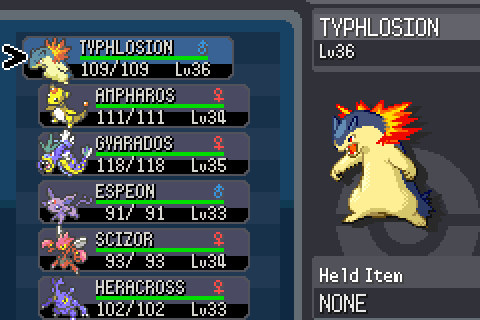 TYPHLOSION ♂
109/109 Lv36
AMPHAROS ♀
111/111 Lv34
GYARADOS ♀
118/118 Lv35
ESPEON ♂
91/ 91 Lv33
SCIZOR ♀
93/ 93 Lv34
HERACROSS ♀
102/102 Lv33
TYPHLOSION
Lv36
Held Item
NONE